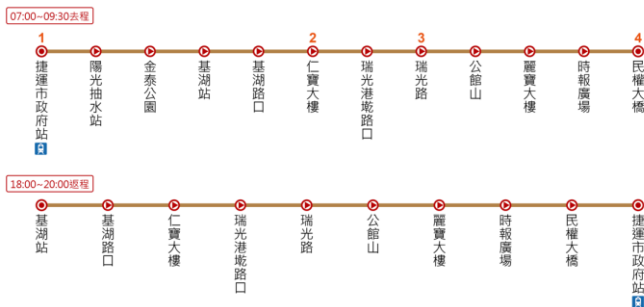 07:00~09:30去程
1
2
3
4
捷運市政府站
陽光抽水站
金泰公園
基湖站
基湖路口
仁寶大樓
瑞光港墘路口
瑞光路
公館山
麗寶大樓
時報廣場
民權大橋
18:00~20:00返程
基湖站
基湖路口
仁寶大樓
瑞光港墘路口
瑞光路
公館山
麗寶大樓
時報廣場
民權大橋
捷運市政府站